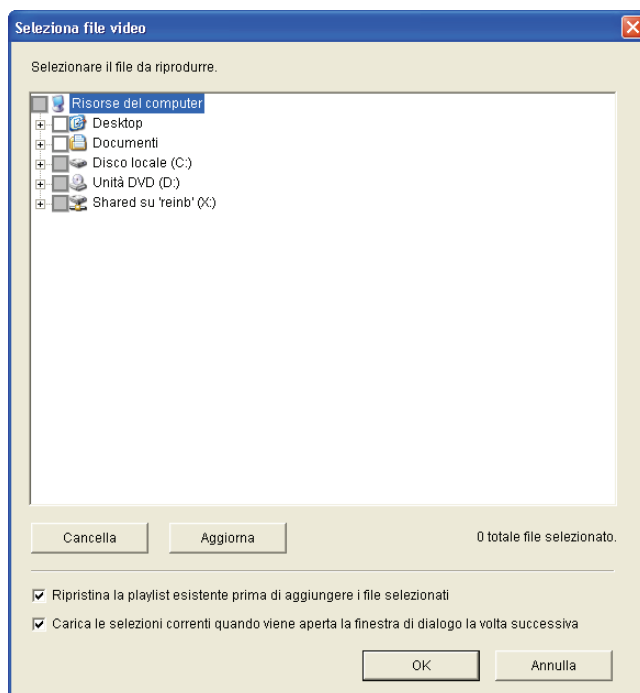 Seleziona file video
Selezionare il file da riprodurre.
Risorse del computer
Desktop
Documenti
Disco locale (C:)
Unità DVD (D:)
Shared su 'reinb' (X:)
Cancella
Aggiorna
0 totale file selezionato.
Ripristina la playlist esistente prima di aggiungere i file selezionati
Carica le selezioni correnti quando viene aperta la finestra di dialogo la volta successiva
OK
Annulla